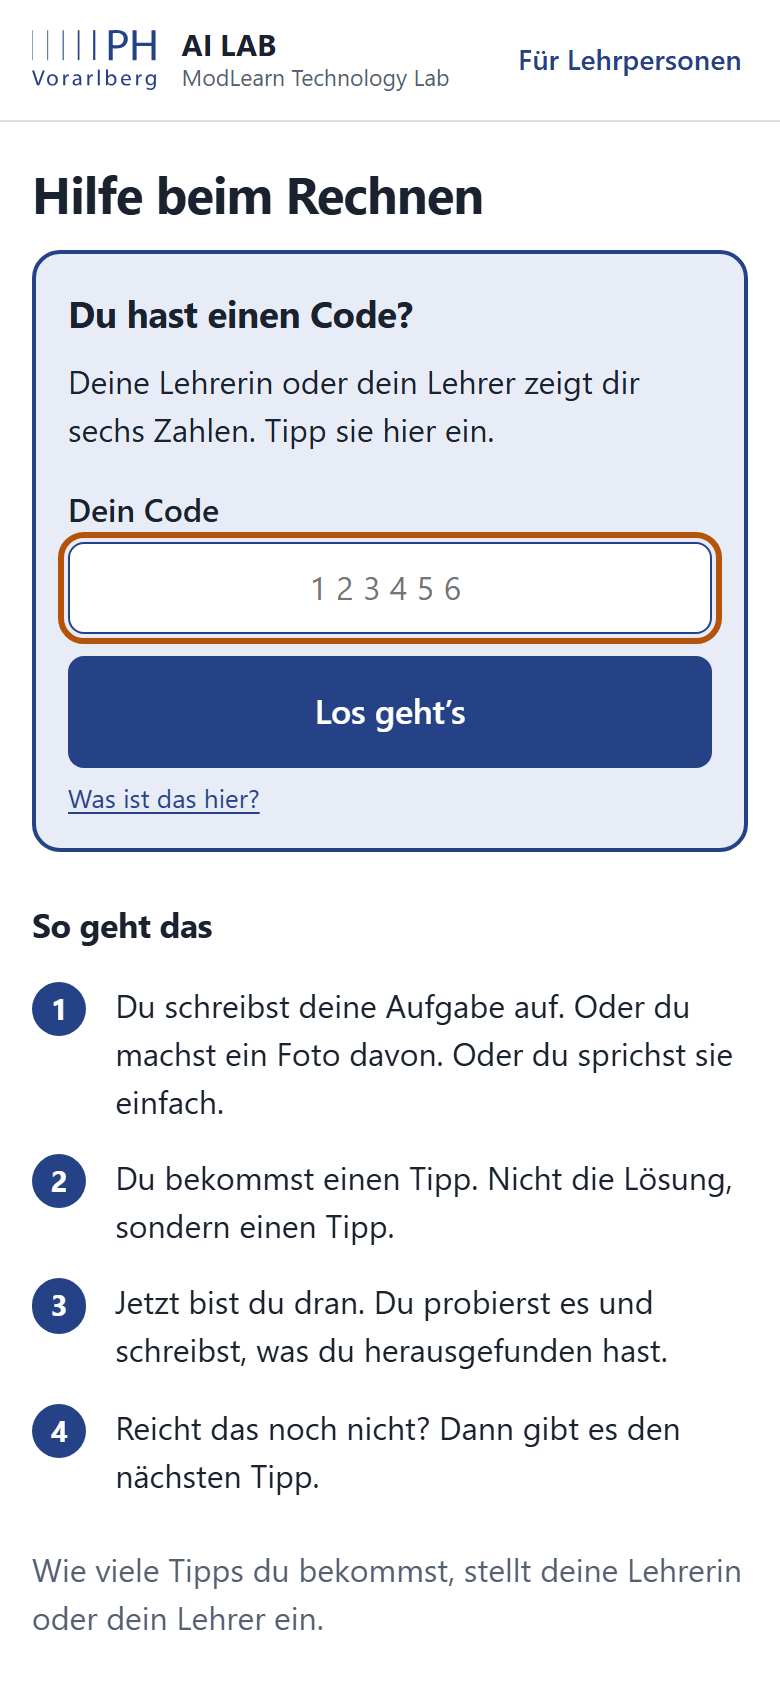 PH
Vorarlberg
AI LAB
ModLearn Technology Lab
Für Lehrpersonen
Hilfe beim Rechnen
Du hast einen Code?
Deine Lehrerin oder dein Lehrer zeigt dir
sechs Zahlen. Tipp sie hier ein.
Dein Code
1 2 3 4 5 6
Los geht’s
Was ist das hier?
So geht das
1 Du schreibst deine Aufgabe auf. Oder du
machst ein Foto davon. Oder du sprichst sie
einfach.
2 Du bekommst einen Tipp. Nicht die Lösung,
sondern einen Tipp.
3 Jetzt bist du dran. Du probierst es und
schreibst, was du herausgefunden hast.
4 Reicht das noch nicht? Dann gibt es den
nächsten Tipp.
Wie viele Tipps du bekommst, stellt deine Lehrerin
oder dein Lehrer ein.